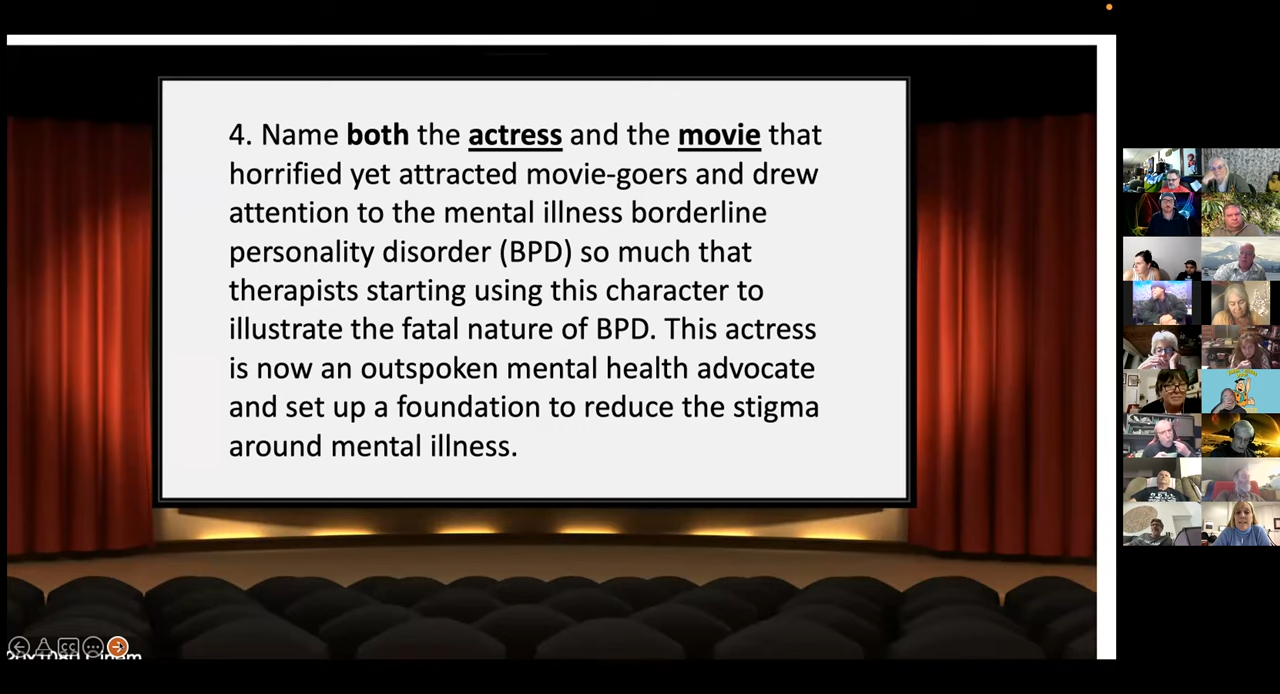 4. Name both the actress and the movie that
horrified yet attracted movie-goers and drew
attention to the mental illness borderline
personality disorder (BPD) so much that
therapists starting using this character to
illustrate the fatal nature of BPD. This actress
is now an outspoken mental health advocate
and set up a foundation to reduce the stigma
around mental illness.
CC